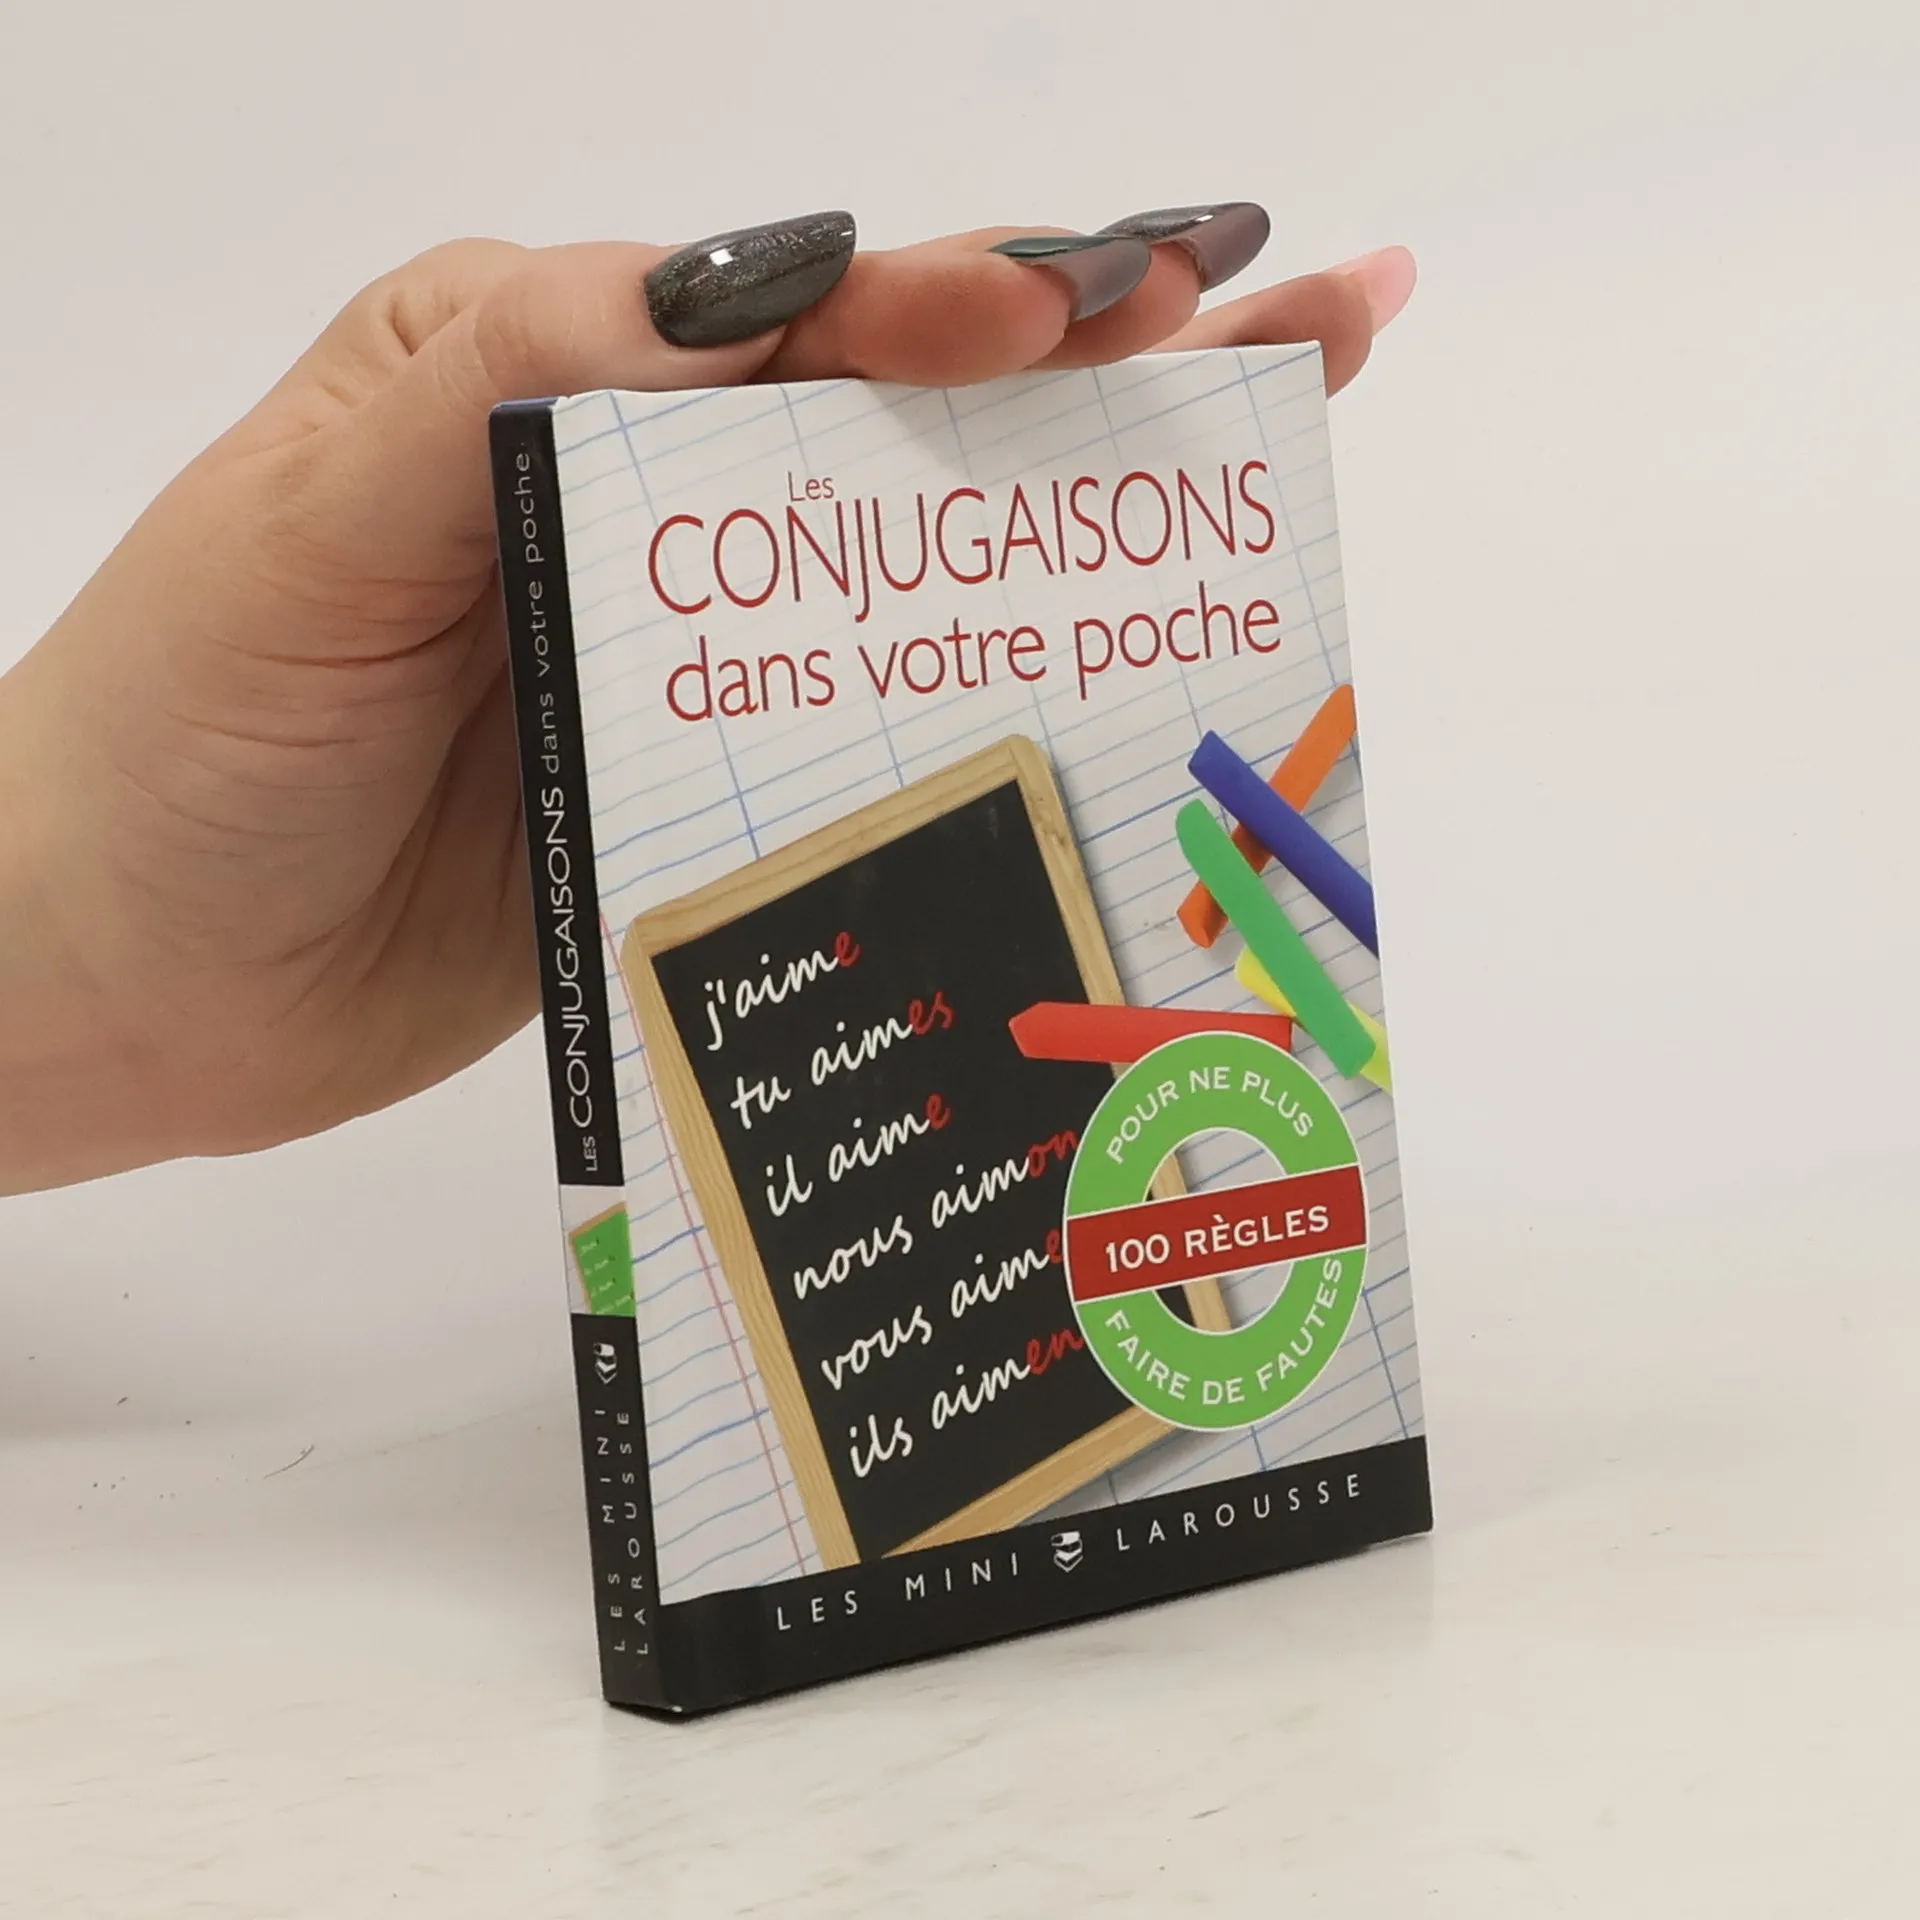 Les
CONJUGAISONS
dans votre poche
j'aime
tu aimes
il aime
nous aimon
vous aime
ils aimen
POUR NE PLUS
100 RÈGLES
FAIRE DE FAUTES
LES MINI LAROUSSE
LES CONJUGAISONS dans votre poche
LES MINI
LAROUSSE